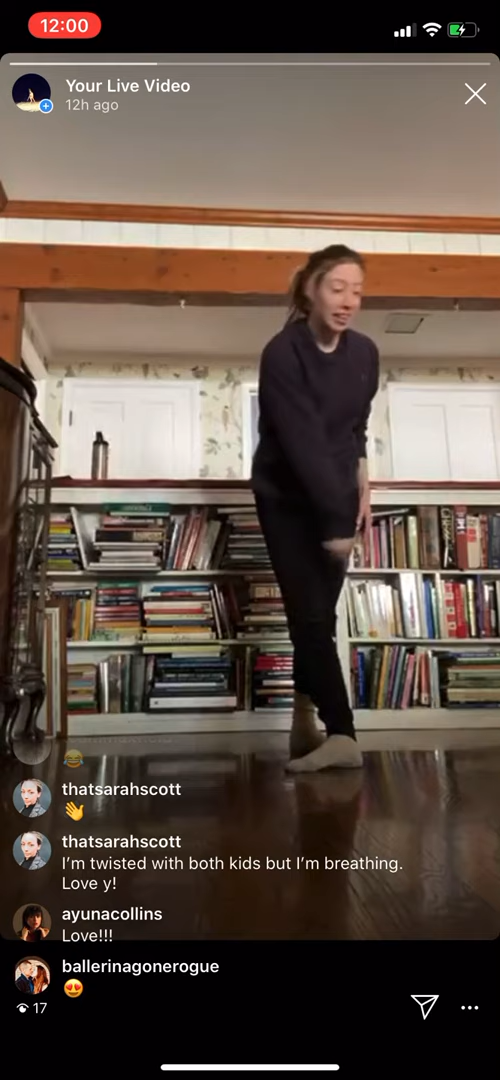 12:00
Your Live Video
12h ago
😂
thatsarahscott
👋
thatsarahscott
I'm twisted with both kids but I'm breathing.
Love y!
ayunacollins
Love!!!
ballerinagonerogue
😍
17